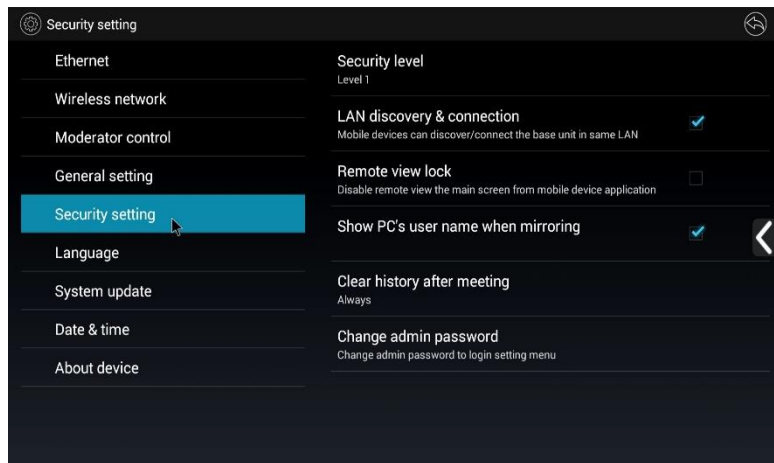 Security setting
Ethernet
Wireless network
Moderator control
General setting
Security setting
Language
System update
Date & time
About device
Security level
Level 1
LAN discovery & connection
Mobile devices can discover/connect the base unit in same LAN
Remote view lock
Disable remote view the main screen from mobile device application
Show PC's user name when mirroring
Clear history after meeting
Always
Change admin password
Change admin password to login setting menu